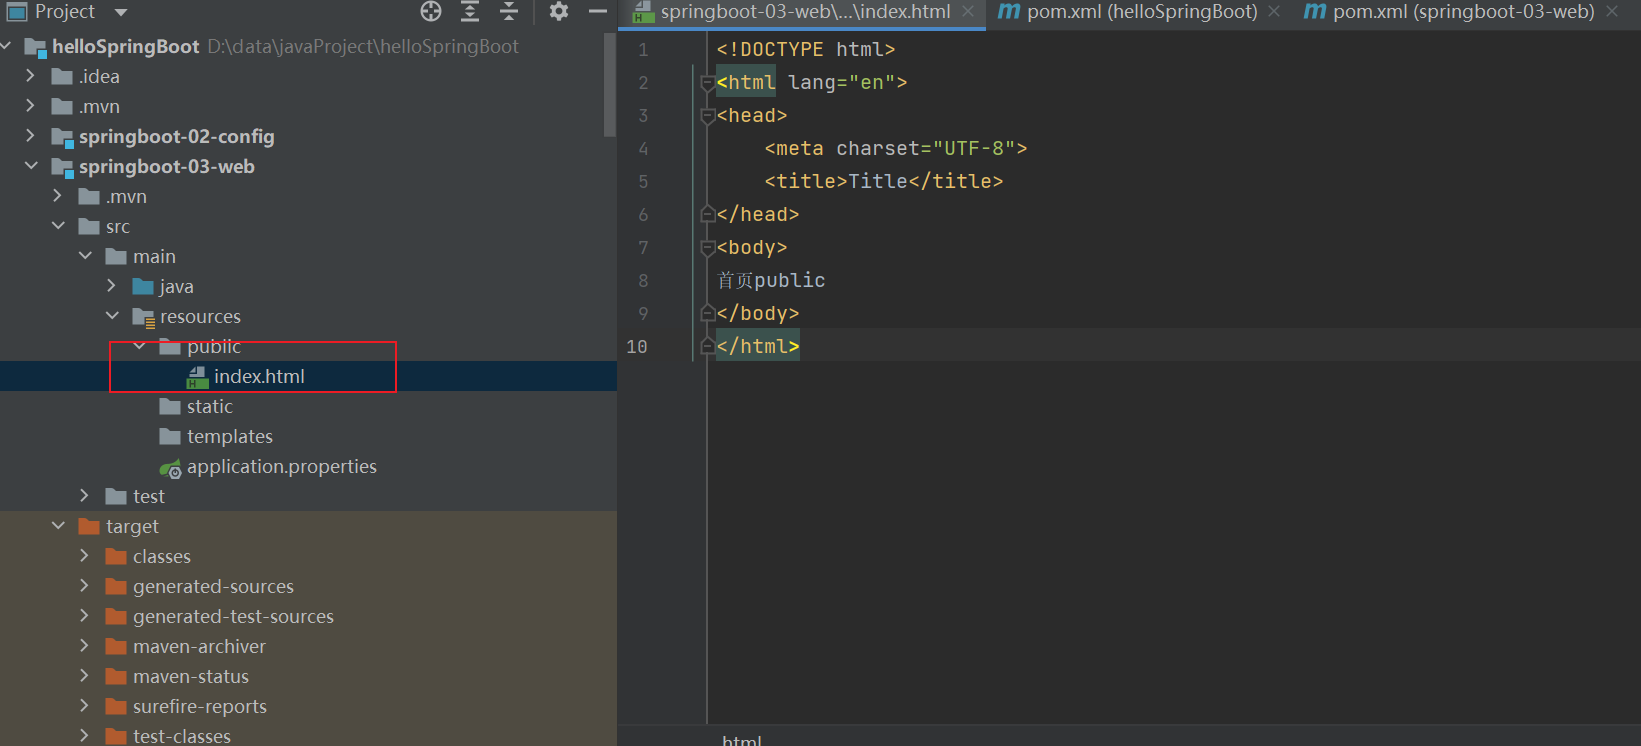 Project
helloSpringBoot D:\data\javaProject\helloSpringBoot
.idea
.mvn
springboot-02-config
springboot-03-web
.mvn
src
main
java
resources
public
index.html
static
templates
application.properties
test
target
classes
generated-sources
generated-test-sources
maven-archiver
maven-status
surefire-reports
test-classes
springboot-03-web\...\index.html
pom.xml (helloSpringBoot)
pom.xml (springboot-03-web)
1 <!DOCTYPE html>
2 <html lang="en">
3 <head>
4 <meta charset="UTF-8">
5 <title>Title</title>
6 </head>
7 <body>
8 首页public
9 </body>
10 </html>
html